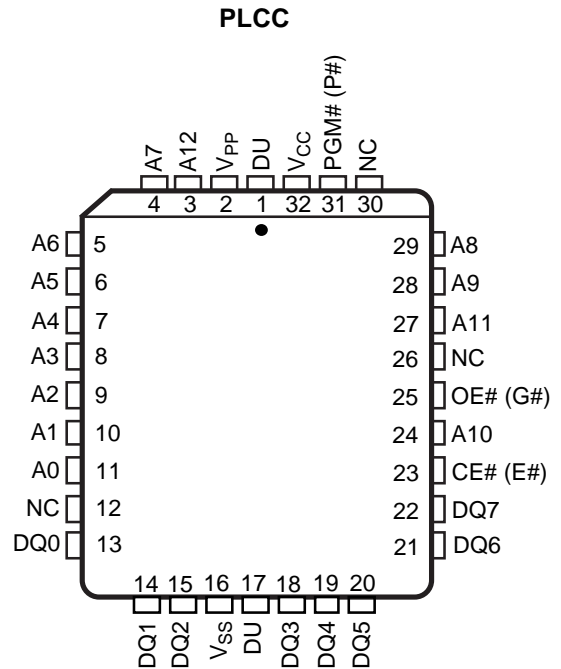 PLCC
A7 A12 VPP DU VCC PGM# (P#) NC
4 3 2 1 32 31 30
A6 5 29 A8
A5 6 28 A9
A4 7 27 A11
A3 8 26 NC
A2 9 25 OE# (G#)
A1 10 24 A10
A0 11 23 CE# (E#)
NC 12 22 DQ7
DQ0 13 21 DQ6
14 15 16 17 18 19 20
DQ1 DQ2 VSS DU DQ3 DQ4 DQ5